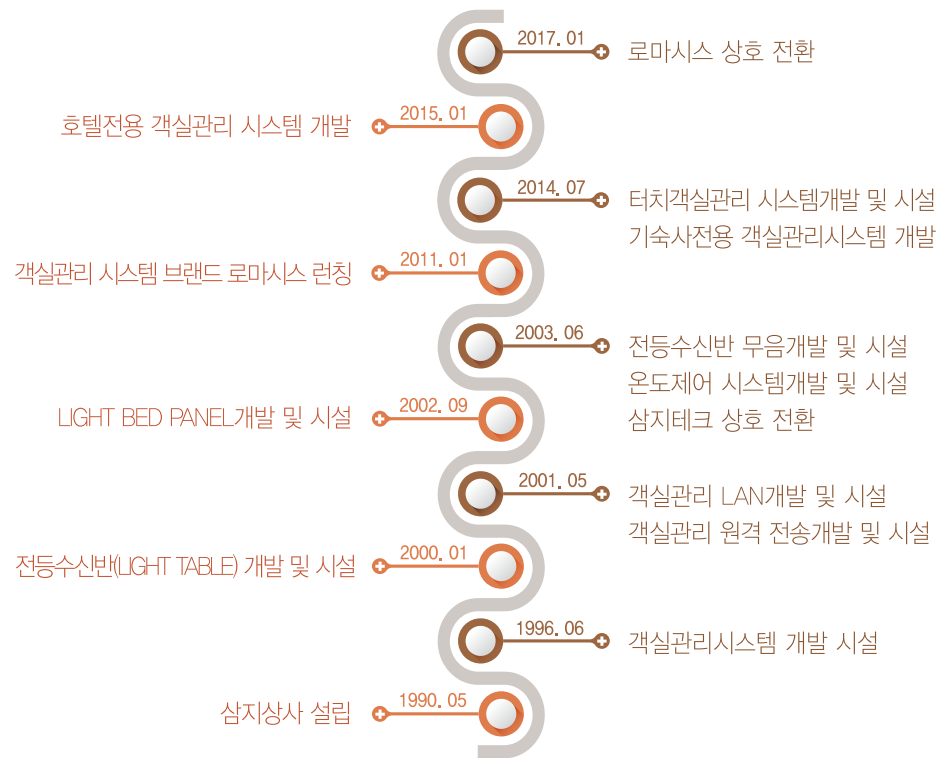 2017. 01
로마시스 상호 전환
2015. 01
호텔전용 객실관리 시스템 개발
2014. 07
터치객실관리 시스템개발 및 시설
기숙사전용 객실관리시스템 개발
2011. 01
객실관리 시스템 브랜드 로마시스 런칭
2003. 06
전등수신반 무음개발 및 시설
온도제어 시스템개발 및 시설
삼지테크 상호 전환
2002. 09
LIGHT BED PANEL개발 및 시설
2001. 05
객실관리 LAN개발 및 시설
객실관리 원격 전송개발 및 시설
2000. 01
전등수신반(LIGHT TABLE) 개발 및 시설
1996. 06
객실관리시스템 개발 시설
1990. 05
삼지상사 설립